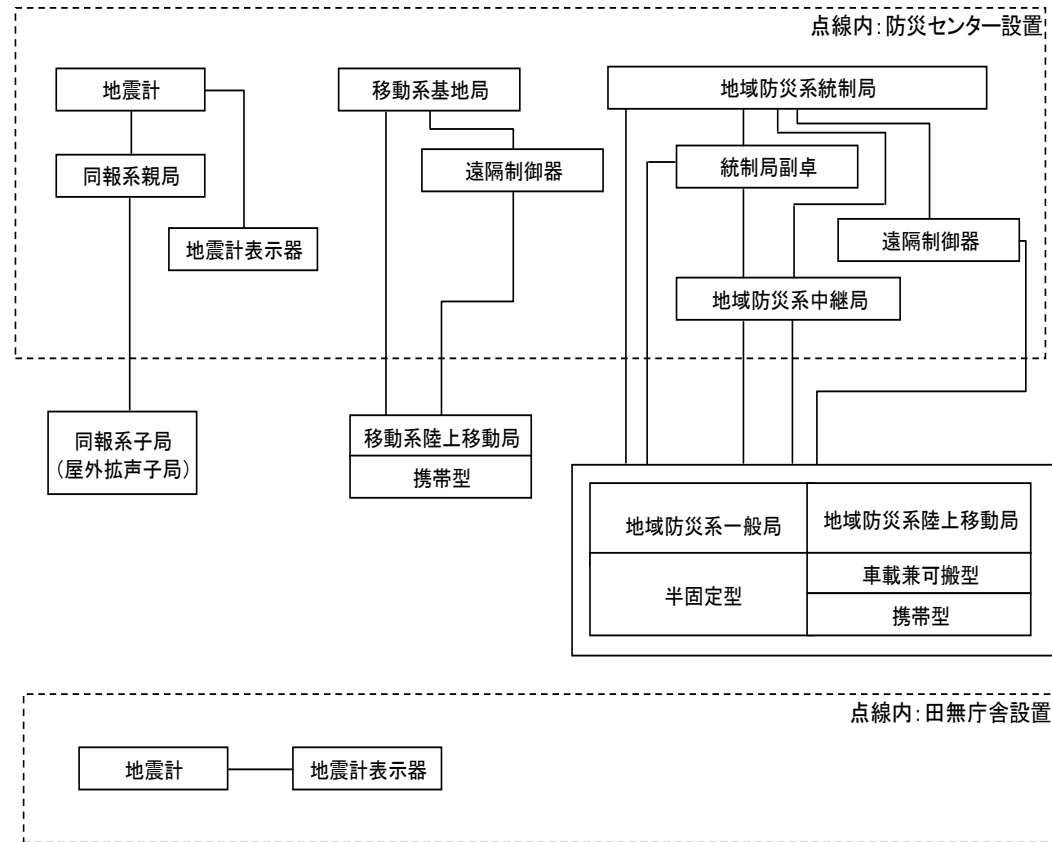 点線内：防災センター設置
地震計
移動系基地局
地域防災系統制局
同報系親局
遠隔制御器
統制局副卓
地震計表示器
遠隔制御器
地域防災系中継局
同報系子局
（屋外拡声子局）
移動系陸上移動局
携帯型
地域防災系一般局
地域防災系陸上移動局
半固定型
車載兼可搬型
携帯型
点線内：田無庁舎設置
地震計
地震計表示器